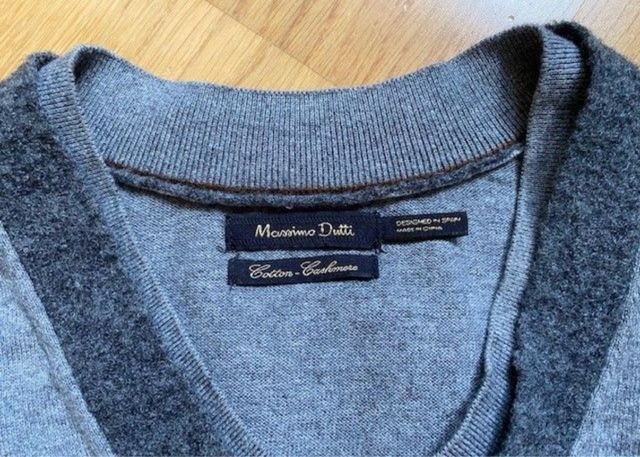 Massimo Dutti
DESIGNED IN SPAIN
MADE IN CHINA
Cotton - Cashmere